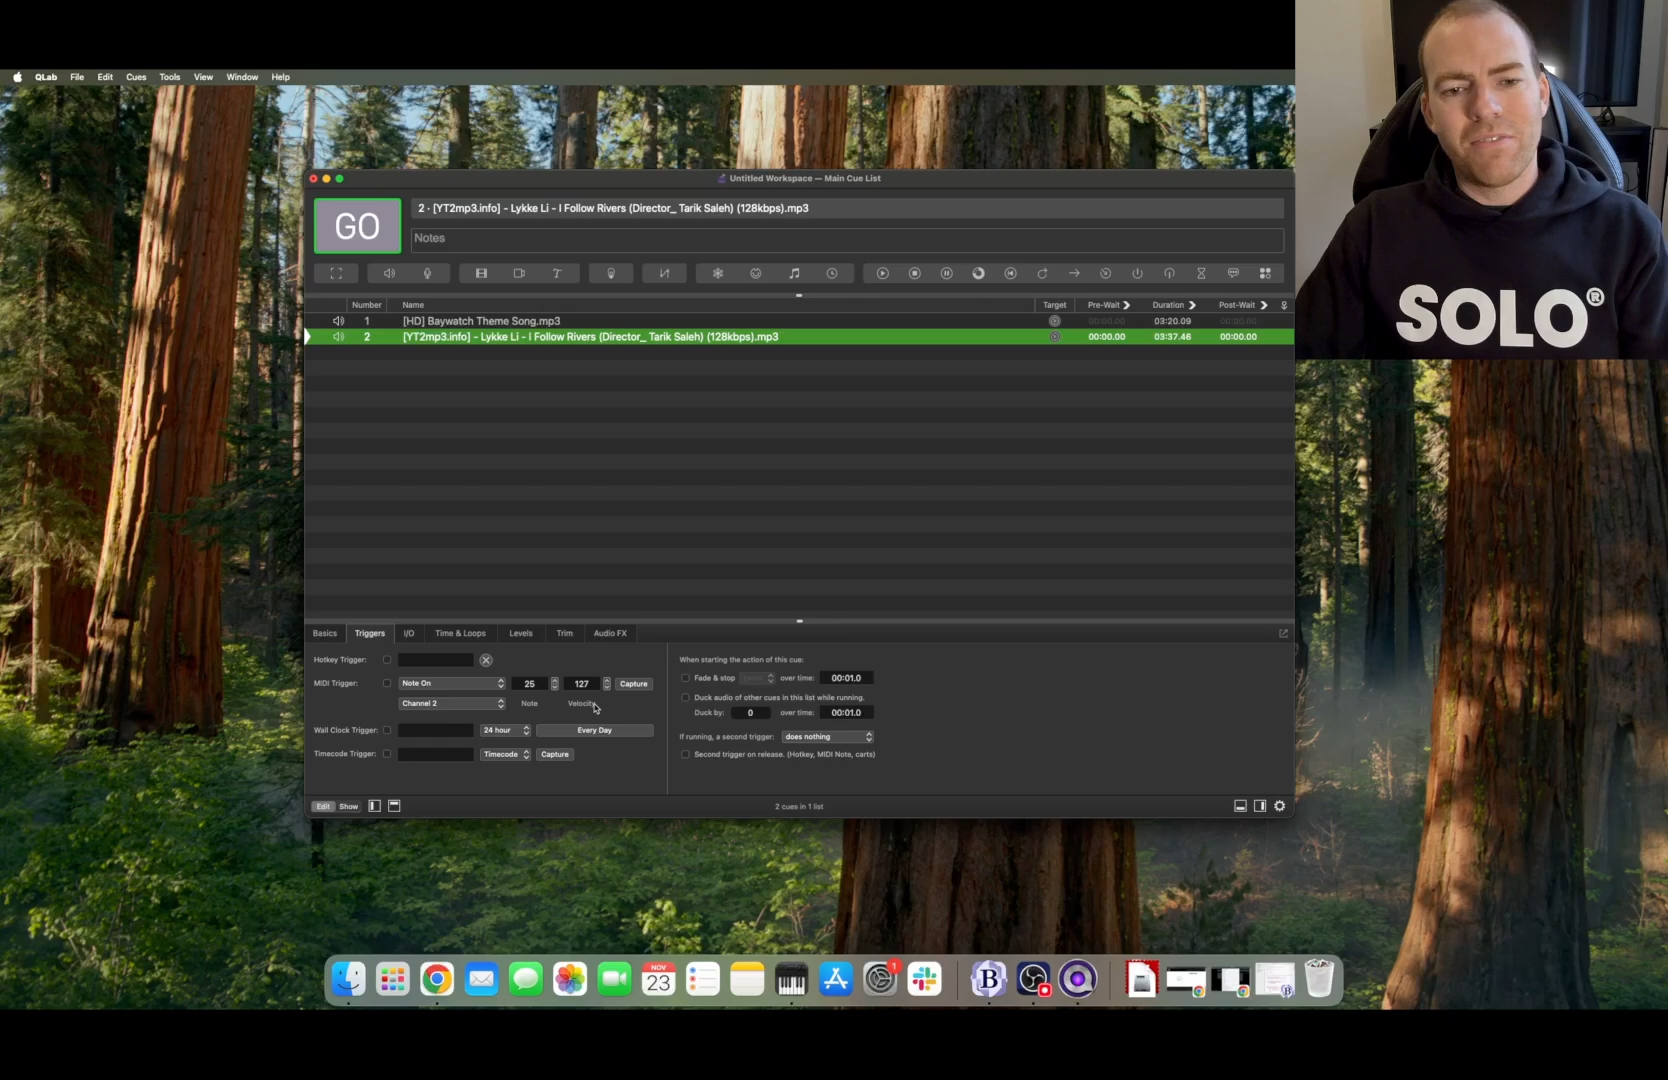 QLab File Edit Cues Tools View Window Help
Untitled Workspace — Main Cue List
GO
2 · [YT2mp3.info] - Lykke Li - I Follow Rivers (Director_ Tarik Saleh) (128kbps).mp3
Notes
Number Name Target Pre-Wait Duration Post-Wait
1 [HD] Baywatch Theme Song.mp3 00:00.00 03:20.09 00:00.00
2 [YT2mp3.info] - Lykke Li - I Follow Rivers (Director_ Tarik Saleh) (128kbps).mp3 00:00.00 03:37.46 00:00.00
Basics Triggers I/O Time & Loops Levels Trim Audio FX
Hotkey Trigger:
MIDI Trigger: Note On 25 127 Capture
Channel 2 Note Velocity
Wall Clock Trigger: 24 hour Every Day
Timecode Trigger: Timecode Capture
When starting the action of this cue:
Fade & stop over time: 00:01.0
Duck audio of other cues in this list while running.
Duck by: 0 over time: 00:01.0
If running, a second trigger: does nothing
Second trigger on release. (Hotkey, MIDI Note, carts)
Edit Show 2 cues in 1 list
SOLO®
NOV
23
1
B